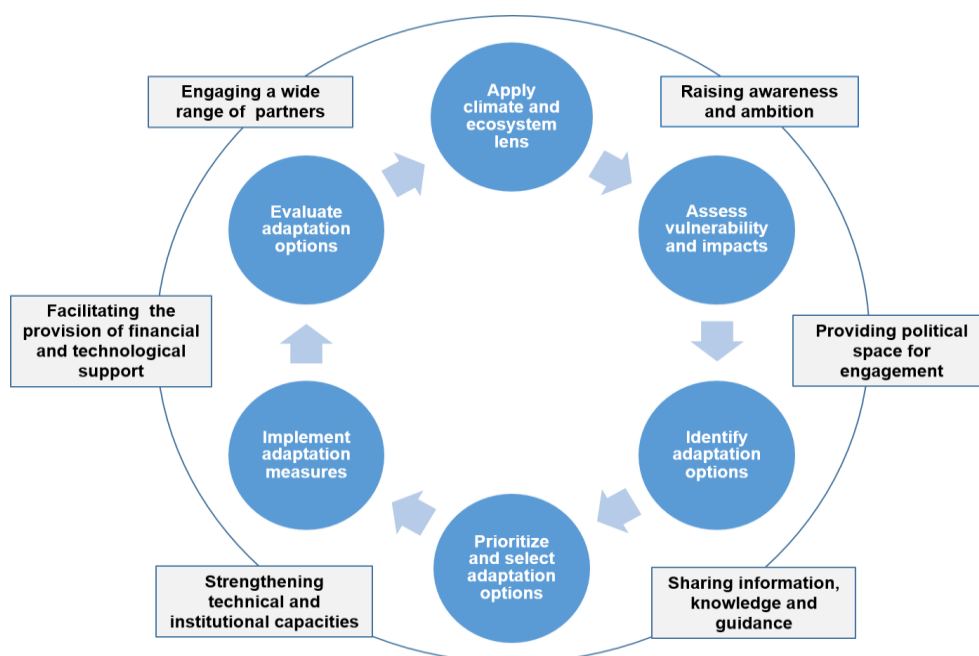 Apply
climate and
ecosystem
lens
Raising awareness
and ambition
Assess
vulnerability
and impacts
Providing political
space for
engagement
Identify
adaptation
options
Sharing information,
knowledge and
guidance
Prioritize
and select
adaptation
options
Strengthening
technical and
institutional capacities
Implement
adaptation
measures
Facilitating  the
provision of financial
and technological
support
Evaluate
adaptation
options
Engaging a wide
range of  partners